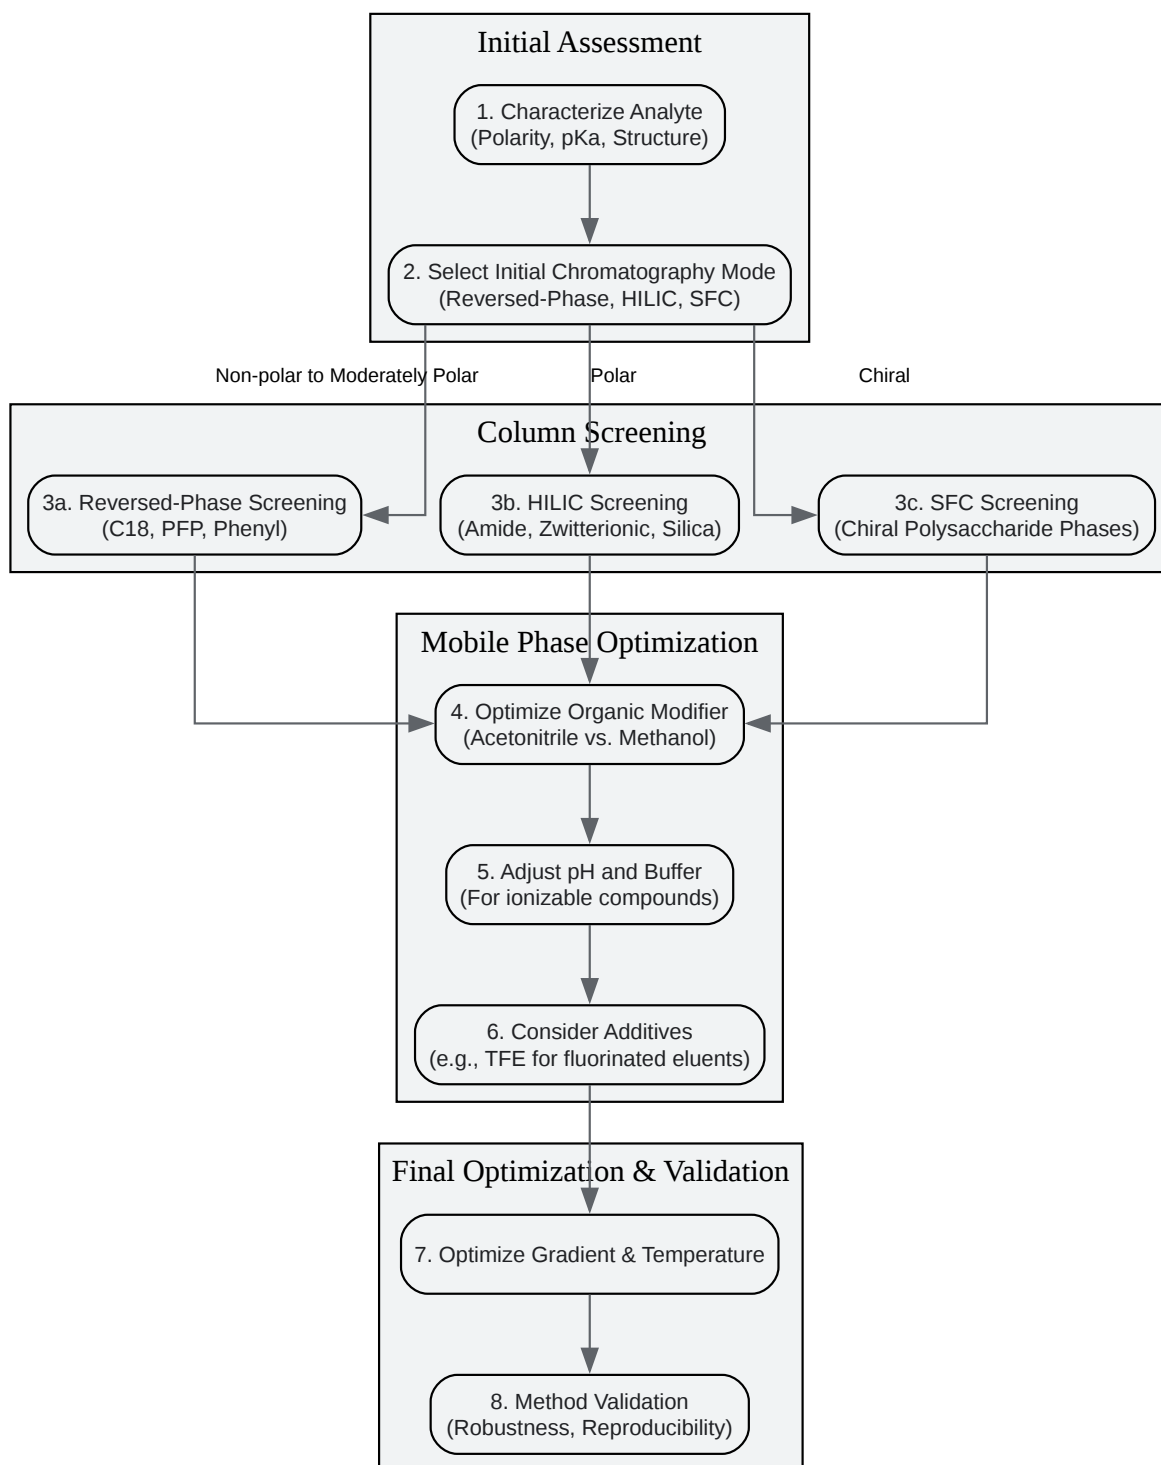 Initial Assessment
1. Characterize Analyte
(Polarity, pKa, Structure)
2. Select Initial Chromatography Mode
(Reversed-Phase, HILIC, SFC)
Non-polar to Moderately Polar
Polar
Chiral
Column Screening
3a. Reversed-Phase Screening
(C18, PFP, Phenyl)
3b. HILIC Screening
(Amide, Zwitterionic, Silica)
3c. SFC Screening
(Chiral Polysaccharide Phases)
Mobile Phase Optimization
4. Optimize Organic Modifier
(Acetonitrile vs. Methanol)
5. Adjust pH and Buffer
(For ionizable compounds)
6. Consider Additives
(e.g., TFE for fluorinated eluents)
Final Optimization & Validation
7. Optimize Gradient & Temperature
8. Method Validation
(Robustness, Reproducibility)